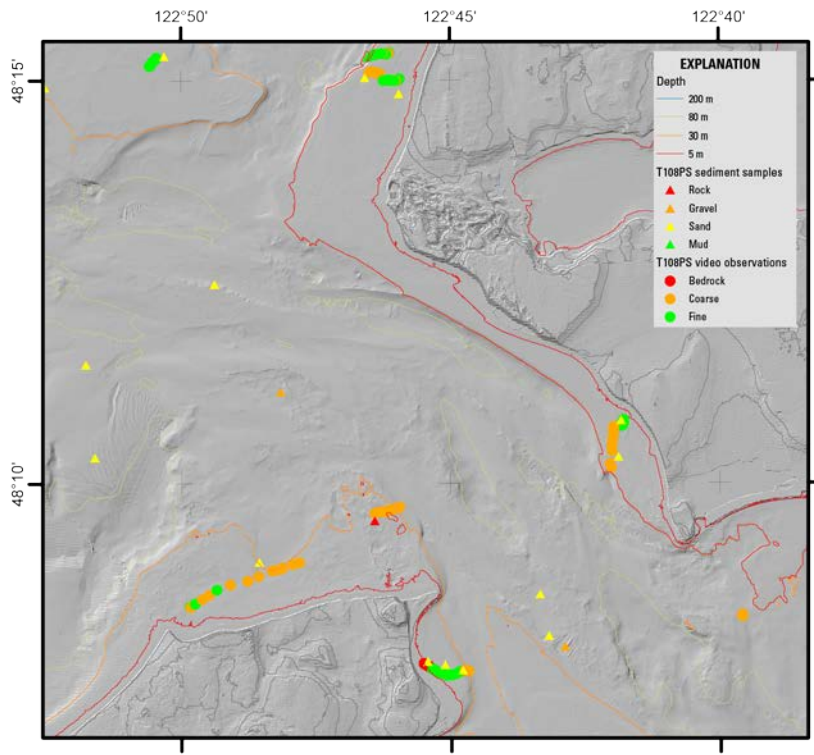 122°50' 122°45' 122°40'
48°15'
48°10'
EXPLANATION
Depth
200 m
80 m
30 m
5 m
T108PS sediment samples
Rock
Gravel
Sand
Mud
T108PS video observations
Bedrock
Coarse
Fine